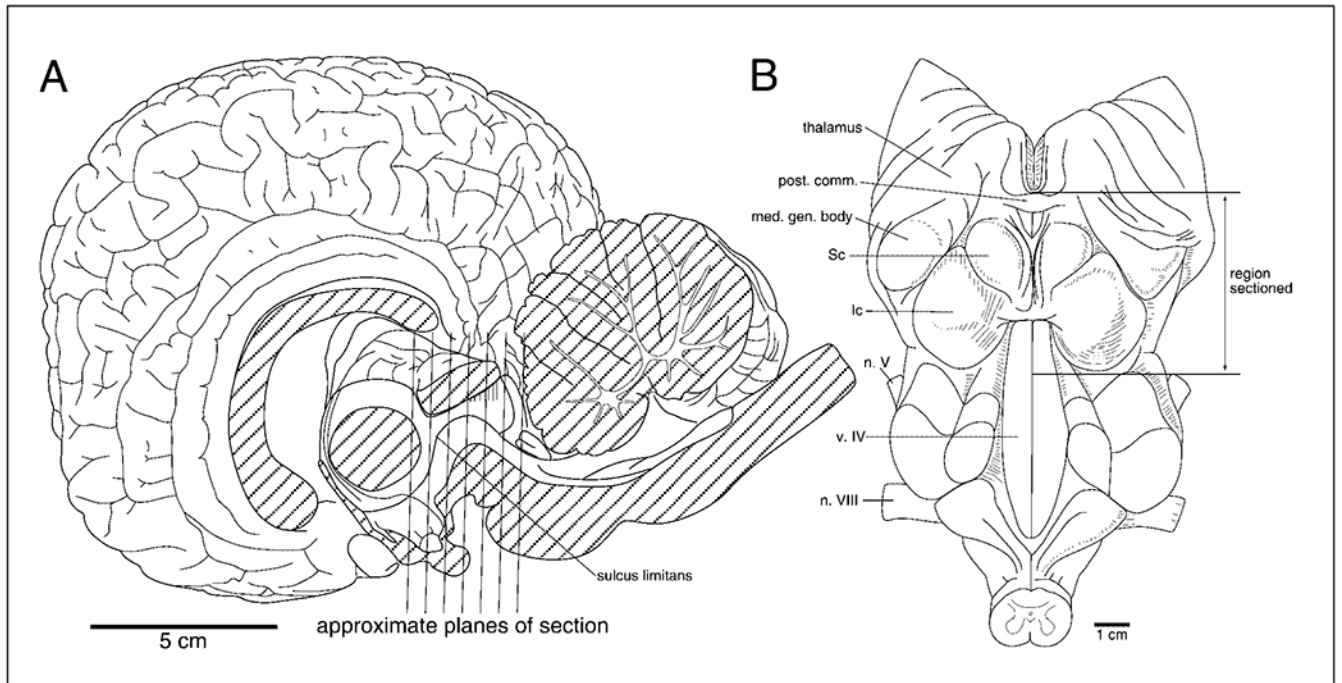 A
5 cm
approximate planes of section
sulcus limitans
B
thalamus
post. comm.
med. gen. body
Sc
Ic
n. V
v. IV
n. VIII
region
sectioned
1 cm